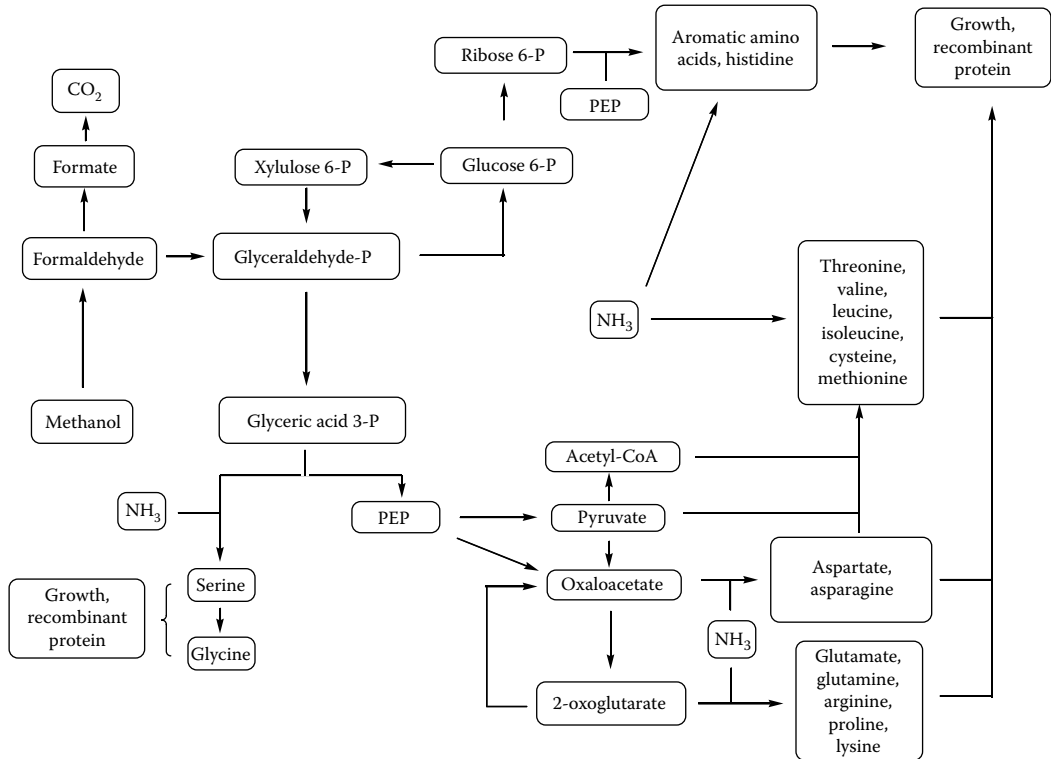 Ribose 6-P
Aromatic amino
acids, histidine
Growth,
recombinant
protein
CO₂
PEP
Formate
Xylulose 6-P
Glucose 6-P
Formaldehyde
Glyceraldehyde-P
Threonine,
valine,
leucine,
isoleucine,
cysteine,
methionine
NH₃
Methanol
Glyceric acid 3-P
Acetyl-CoA
NH₃
PEP
Pyruvate
Growth,
recombinant
protein
Serine
Glycine
Oxaloacetate
Aspartate,
asparagine
NH₃
2-oxoglutarate
Glutamate,
glutamine,
arginine,
proline,
lysine